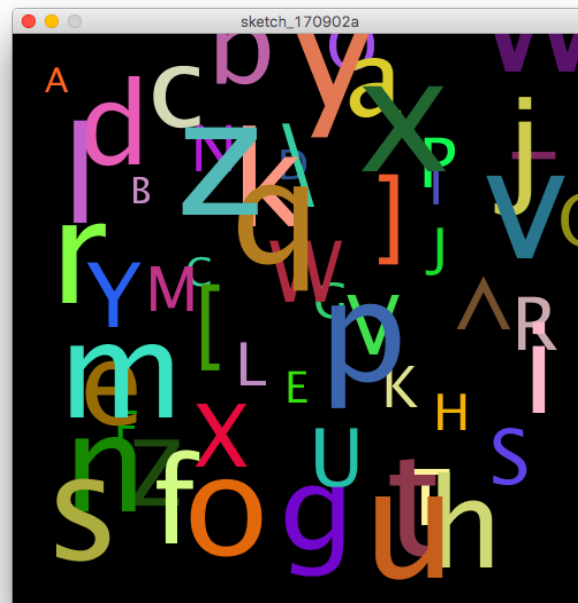 sketch_170902a
b y Q a W
A d c N z k \ D X P I j T
l B q ] J V Q
r Y M C W G V ^ R
m e [ L E p K H i
F n Z X U S
s f o g t T u h